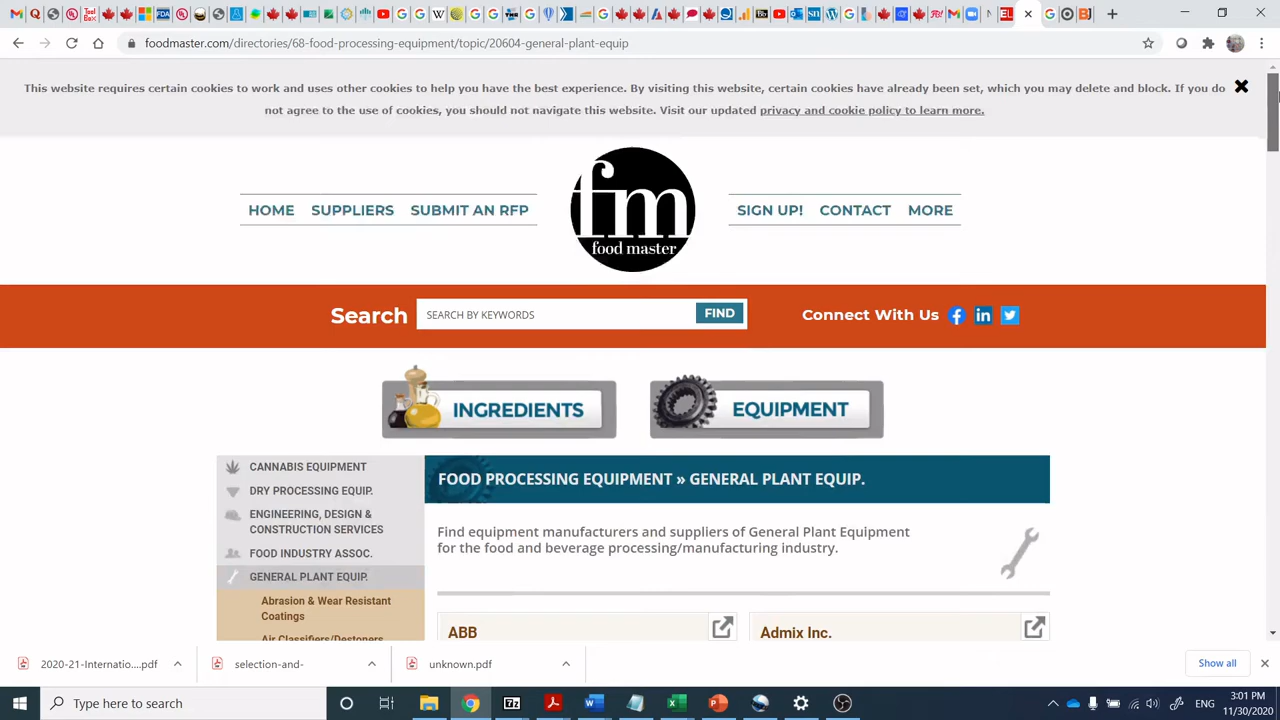 foodmaster.com/directories/68-food-processing-equipment/topic/20604-general-plant-equip
This website requires certain cookies to work and uses other cookies to help you have the best experience. By visiting this website, certain cookies have already been set, which you may delete and block. If you do
not agree to the use of cookies, you should not navigate this website. Visit our updated privacy and cookie policy to learn more.
HOME SUPPLIERS SUBMIT AN RFP
fm
food master
SIGN UP! CONTACT MORE
Search
SEARCH BY KEYWORDS
FIND
Connect With Us
INGREDIENTS
EQUIPMENT
CANNABIS EQUIPMENT
DRY PROCESSING EQUIP.
ENGINEERING, DESIGN &
CONSTRUCTION SERVICES
FOOD INDUSTRY ASSOC.
GENERAL PLANT EQUIP.
Abrasion & Wear Resistant
Coatings
Air Classifiers/Destoners
FOOD PROCESSING EQUIPMENT » GENERAL PLANT EQUIP.
Find equipment manufacturers and suppliers of General Plant Equipment
for the food and beverage processing/manufacturing industry.
ABB
Admix Inc.
2020-21-Internatio....pdf
selection-and-
unknown.pdf
Show all
Type here to search
ENG
3:01 PM
11/30/2020